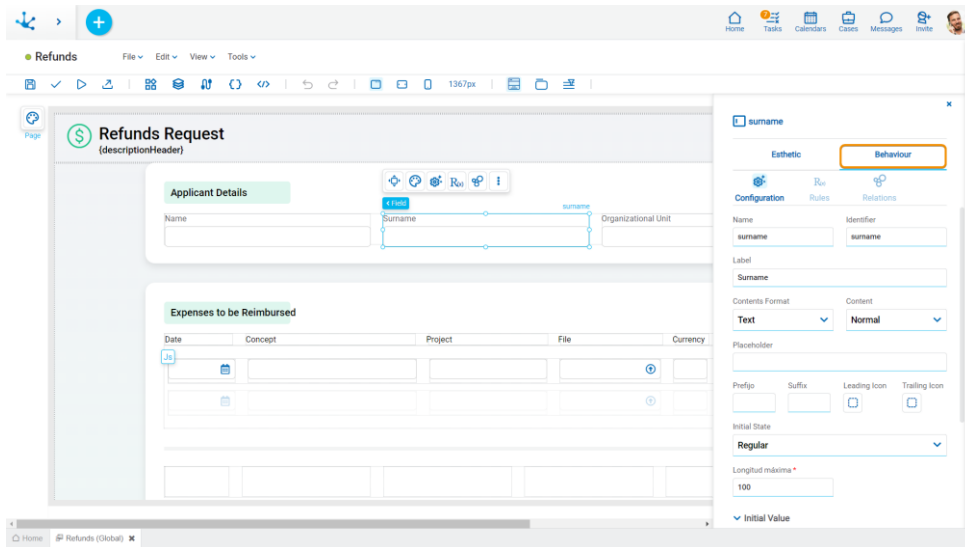 Home Tasks Calendars Cases Messages Invite
Refunds File Edit View Tools
1367px
Page
Refunds Request
{descriptionHeader}
Applicant Details
Field
surname
Name Surname Organizational Unit
Expenses to be Reimbursed
Date Concept Project File Currency
Js
surname
Esthetic Behaviour
Configuration Rules Relations
Name Identifier
surname surname
Label
Surname
Contents Format Content
Text Normal
Placeholder
Prefijo Suffix Leading Icon Trailing Icon
Initial State
Regular
Longitud máxima *
100
Initial Value
Home Refunds (Global)